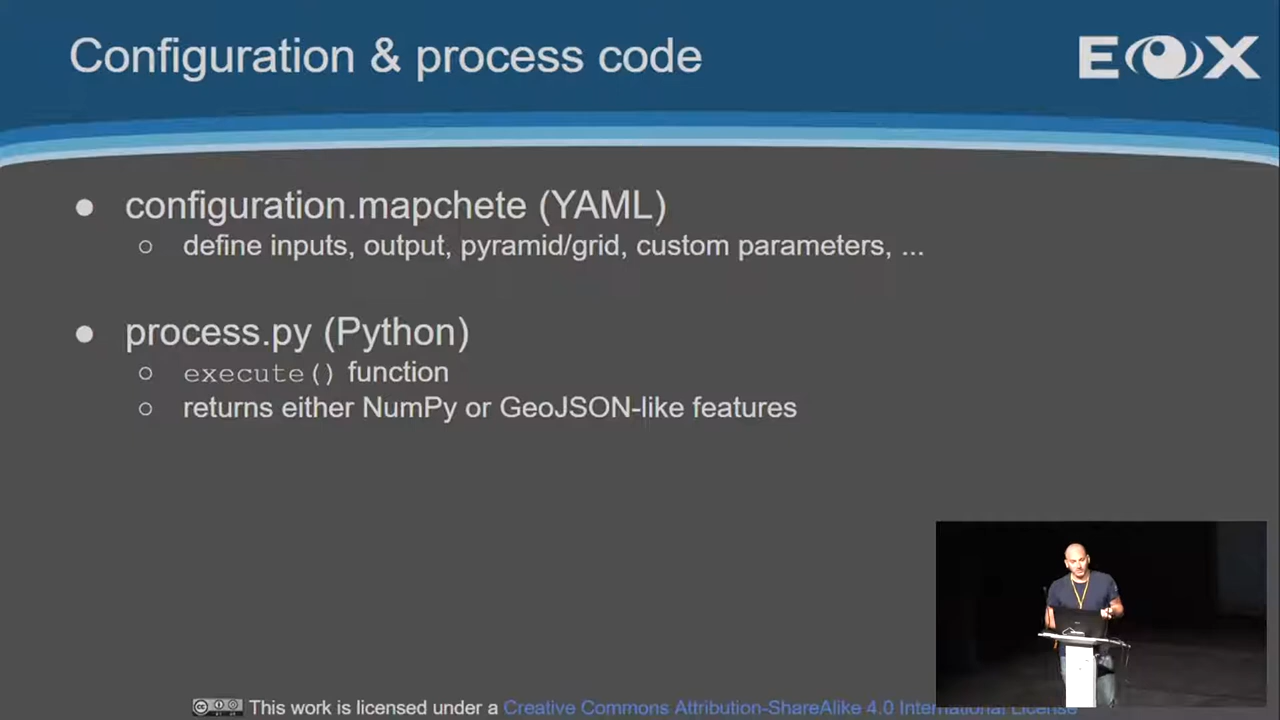 Configuration & process code
EOX
● configuration.mapchete (YAML)
○ define inputs, output, pyramid/grid, custom parameters, ...
● process.py (Python)
○ execute() function
○ returns either NumPy or GeoJSON-like features
This work is licensed under a Creative Commons Attribution-ShareAlike 4.0 International License